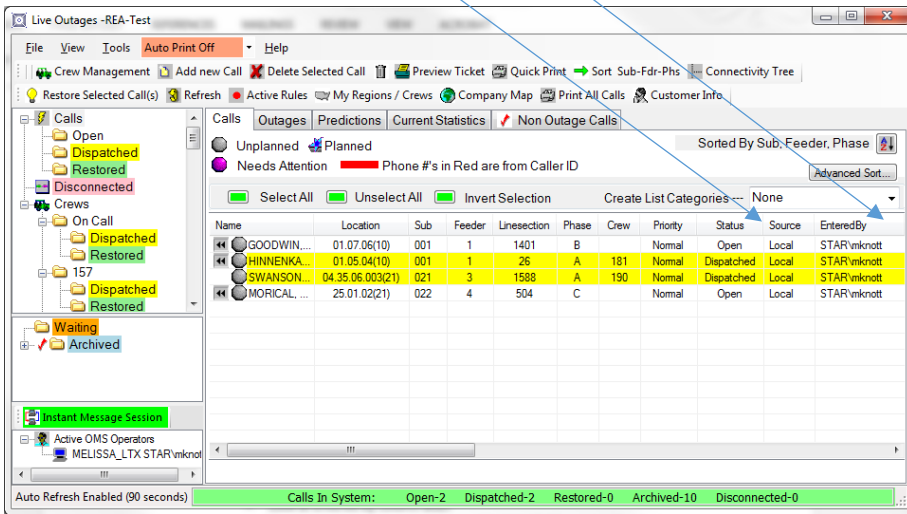 Live Outages -REA-Test
File View Tools Auto Print Off Help
Crew Management Add new Call Delete Selected Call Preview Ticket Quick Print Sort Sub-Fdr-Phs Connectivity Tree
Restore Selected Call(s) Refresh Active Rules My Regions / Crews Company Map Print All Calls Customer Info
Calls
Open
Dispatched
Restored
Disconnected
Crews
On Call
Dispatched
Restored
157
Dispatched
Restored
Waiting
Archived
Instant Message Session
Active OMS Operators
MELISSA_LTX STAR\mknot
Calls Outages Predictions Current Statistics Non Outage Calls
Unplanned Planned Sorted By Sub, Feeder, Phase
Needs Attention Phone #'s in Red are from Caller ID Advanced Sort...
Select All Unselect All Invert Selection Create List Categories --- None
Name Location Sub Feeder Linesection Phase Crew Priority Status Source EnteredBy
GOODWIN,... 01.07.06(10) 001 1 1401 B Normal Open Local STAR\mknott
HINNENKA... 01.05.04(10) 001 1 26 A 181 Normal Dispatched Local STAR\mknott
SWANSON... 04.35.06.003(21) 021 3 1588 A 190 Normal Dispatched Local STAR\mknott
MORICAL, ... 25.01.02(21) 022 4 504 C Normal Open Local STAR\mknott
Auto Refresh Enabled (90 seconds) Calls In System: Open-2 Dispatched-2 Restored-0 Archived-10 Disconnected-0